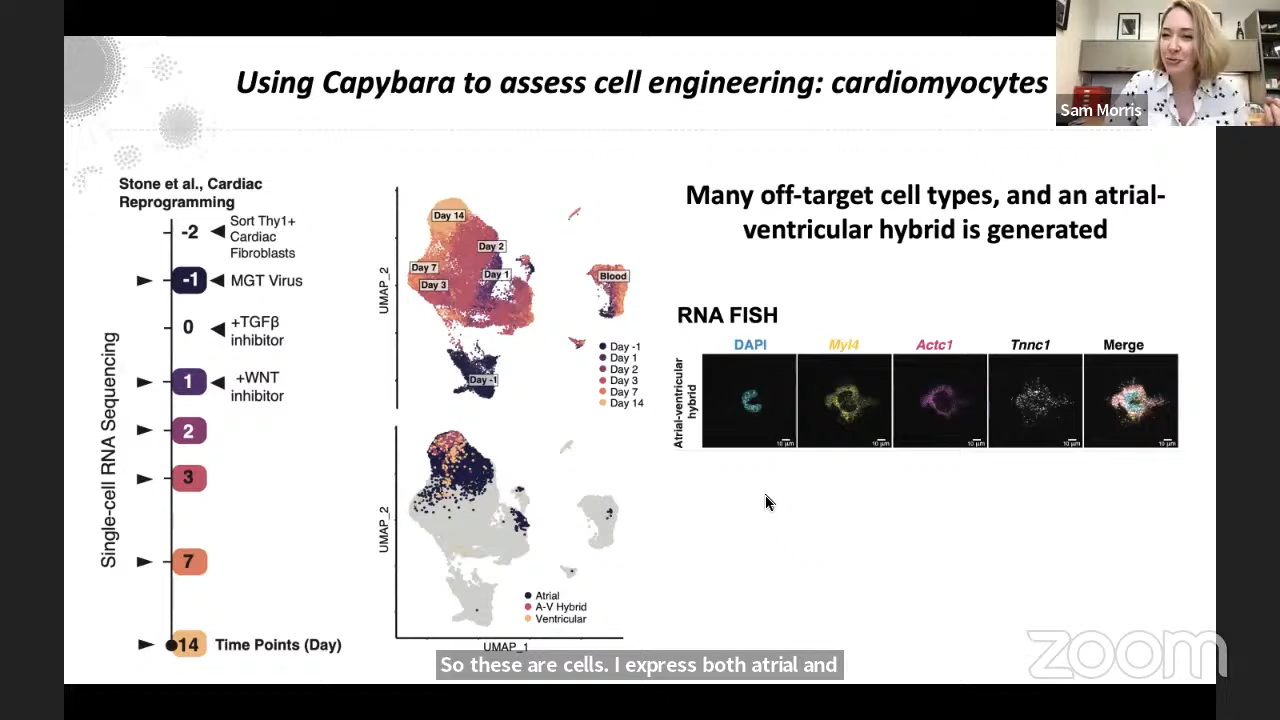 Using Capybara to assess cell engineering: cardiomyocytes
Sam Morris
Stone et al., Cardiac
Reprogramming
-2
Sort Thy1+
Cardiac
Fibroblasts
-1
MGT Virus
0
+TGFβ
inhibitor
1
+WNT
inhibitor
2
3
7
14
Time Points (Day)
Single-cell RNA Sequencing
UMAP_2
Day 14
Day 2
Day 7
Day 1
Day 3
Blood
Day -1
Day -1
Day 1
Day 2
Day 3
Day 7
Day 14
UMAP_2
Atrial
A-V Hybrid
Ventricular
UMAP_1
Many off-target cell types, and an atrial-
ventricular hybrid is generated
RNA FISH
DAPI
Myl4
Actc1
Tnnc1
Merge
Atrial-ventricular
hybrid
10 μm
10 μm
10 μm
10 μm
10 μm
So these are cells. I express both atrial and
zoom